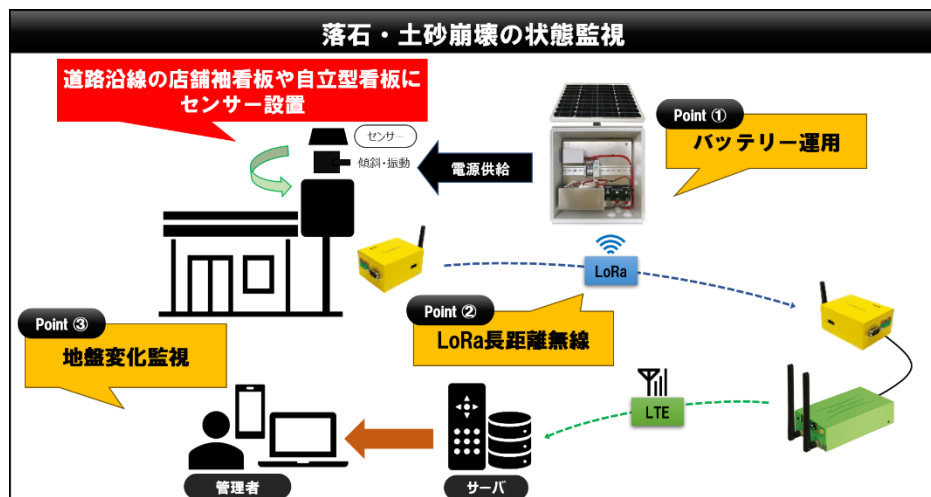 落石・土砂崩壊の状態監視
道路沿線の店舗袖看板や自立型看板に
センサー設置
センサー
傾斜・振動
電源供給
Point ①
バッテリー運用
LoRa
Point ②
LoRa長距離無線
Point ③
地盤変化監視
LTE
管理者
サーバ